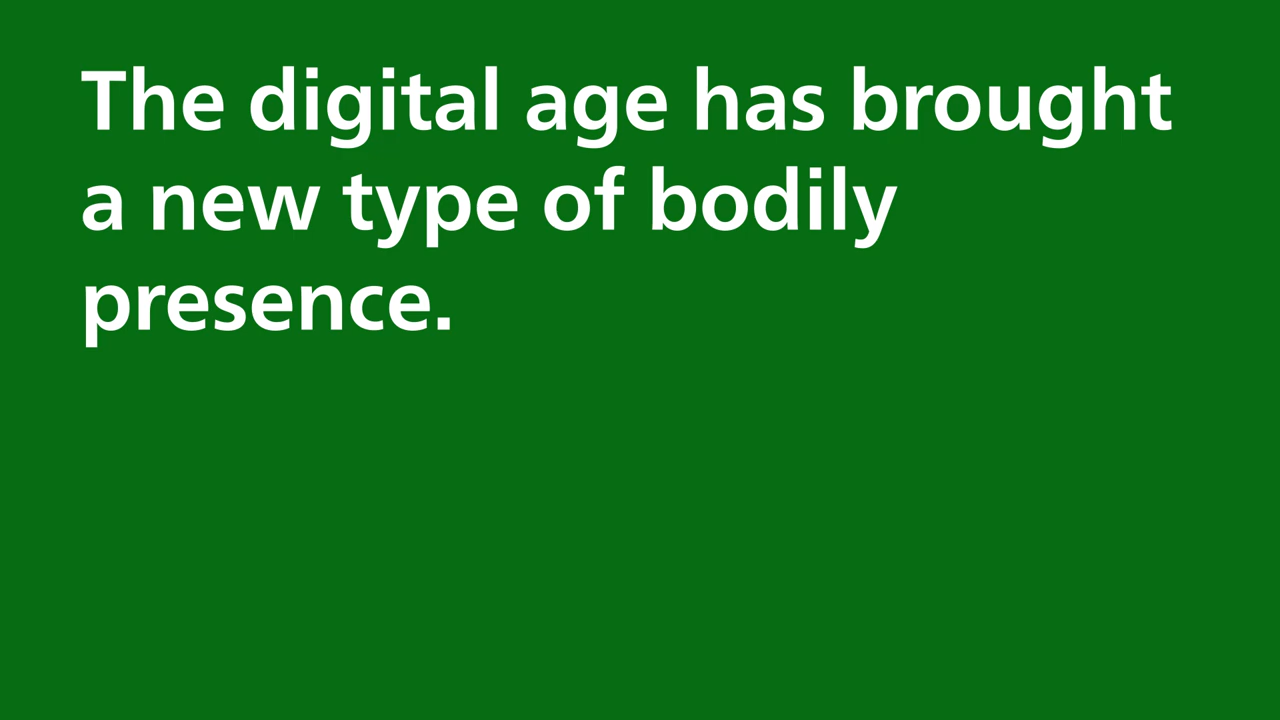 The digital age has brought
a new type of bodily
presence.